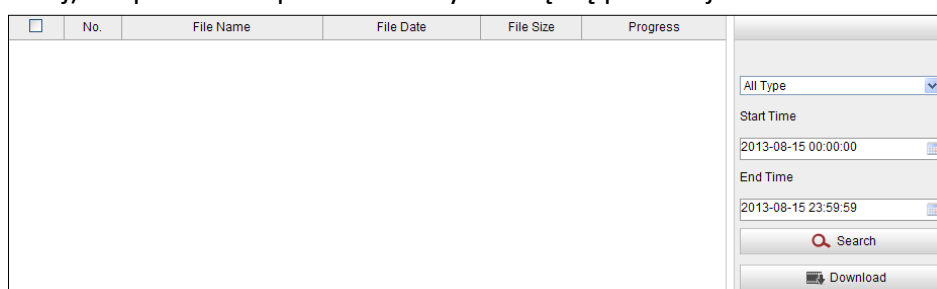 No. File Name File Date File Size Progress
All Type
Start Time
2013-08-15 00:00:00
End Time
2013-08-15 23:59:59
Search
Download